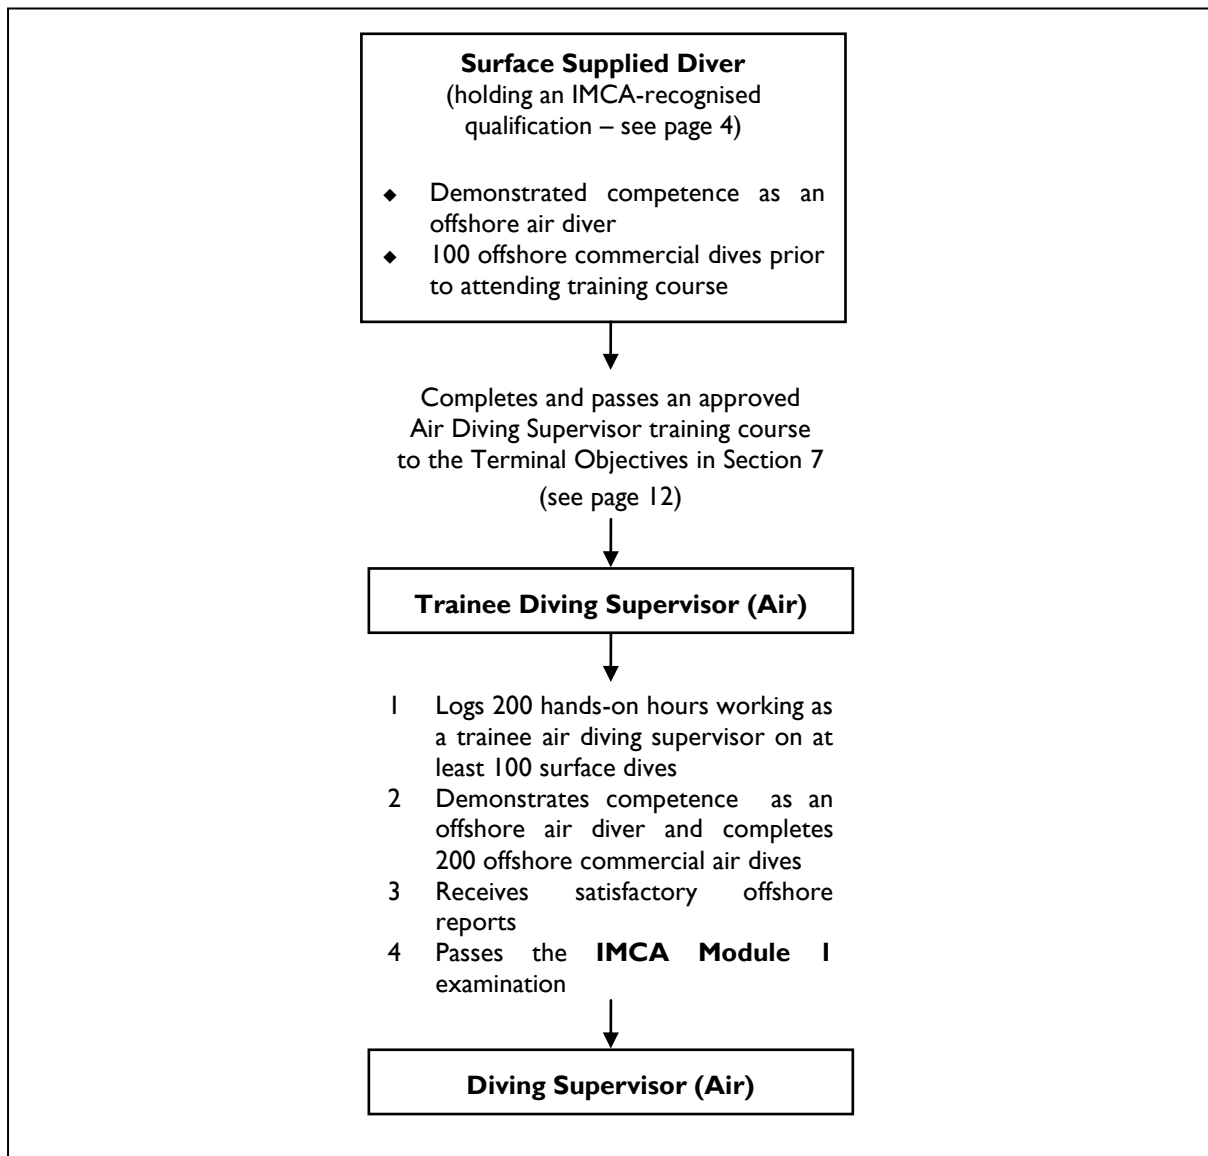 Surface Supplied Diver
(holding an IMCA-recognised
qualification – see page 4)
◆ Demonstrated competence as an
offshore air diver
◆ 100 offshore commercial dives prior
to attending training course
Completes and passes an approved
Air Diving Supervisor training course
to the Terminal Objectives in Section 7
(see page 12)
Trainee Diving Supervisor (Air)
1 Logs 200 hands-on hours working as
a trainee air diving supervisor on at
least 100 surface dives
2 Demonstrates competence as an
offshore air diver and completes
200 offshore commercial air dives
3 Receives satisfactory offshore
reports
4 Passes the IMCA Module 1
examination
Diving Supervisor (Air)